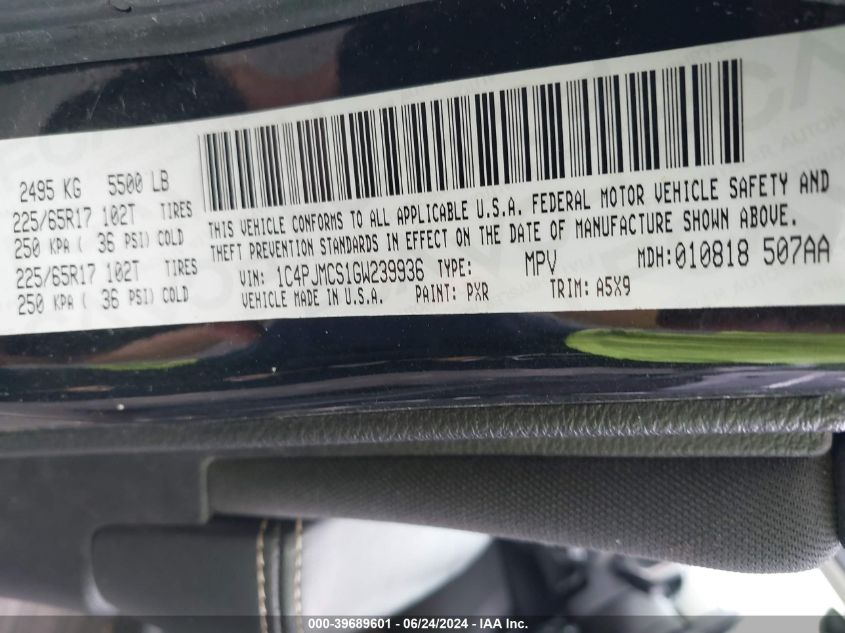 2495 KG 5500 LB
225/65R17 102T TIRES
250 KPA ( 36 PSI) COLD
225/65R17 102T TIRES
250 KPA ( 36 PSI) COLD
THIS VEHICLE CONFORMS TO ALL APPLICABLE U.S.A. FEDERAL MOTOR VEHICLE SAFETY AND
THEFT PREVENTION STANDARDS IN EFFECT ON THE DATE OF MANUFACTURE SHOWN ABOVE.
VIN: 1C4PJMCS1GW239936 TYPE: MPV MDH:010818 507AA
VEHICLE MADE IN U.S.A. PAINT: PXR TRIM: A5X9
000-39689601 - 06/24/2024 - IAA Inc.